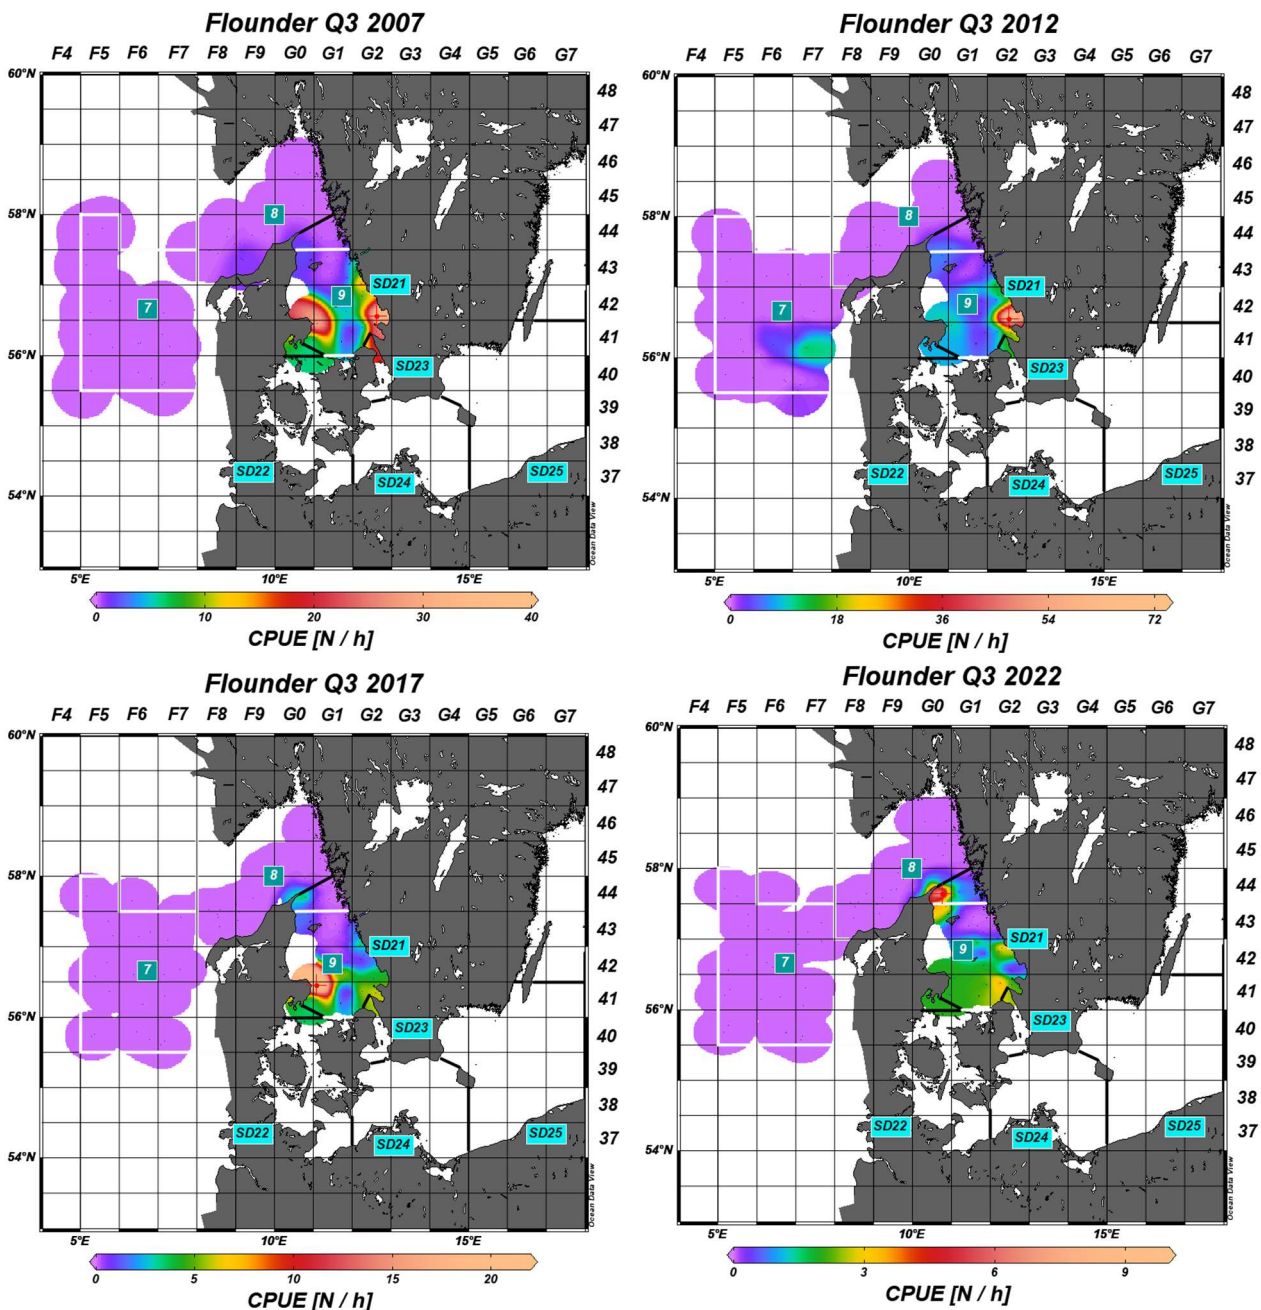 Flounder Q3 2007
F4 F5 F6 F7 F8 F9 G0 G1 G2 G3 G4 G5 G6 G7
60°N
48
47
46
45
58°N
8
44
43
SD21
9
7
42
41
56°N
SD23
40
39
38
SD22
SD24
SD25
37
54°N
Ocean Data View
5°E 10°E 15°E
0 10 20 30 40
CPUE [N / h]
Flounder Q3 2012
F4 F5 F6 F7 F8 F9 G0 G1 G2 G3 G4 G5 G6 G7
60°N
48
47
46
45
58°N
8
44
43
SD21
9
7
42
41
56°N
SD23
40
39
38
SD22
SD24
SD25
37
54°N
Ocean Data View
5°E 10°E 15°E
0 18 36 54 72
CPUE [N / h]
Flounder Q3 2017
F4 F5 F6 F7 F8 F9 G0 G1 G2 G3 G4 G5 G6 G7
60°N
48
47
46
45
58°N
8
44
43
SD21
9
7
42
41
56°N
SD23
40
39
38
SD22
SD24
SD25
37
54°N
Ocean Data View
5°E 10°E 15°E
0 5 10 15 20
CPUE [N / h]
Flounder Q3 2022
F4 F5 F6 F7 F8 F9 G0 G1 G2 G3 G4 G5 G6 G7
60°N
48
47
46
45
58°N
8
44
43
SD21
9
7
42
41
56°N
SD23
40
39
38
SD22
SD24
SD25
37
54°N
Ocean Data View
5°E 10°E 15°E
0 3 6 9
CPUE [N / h]